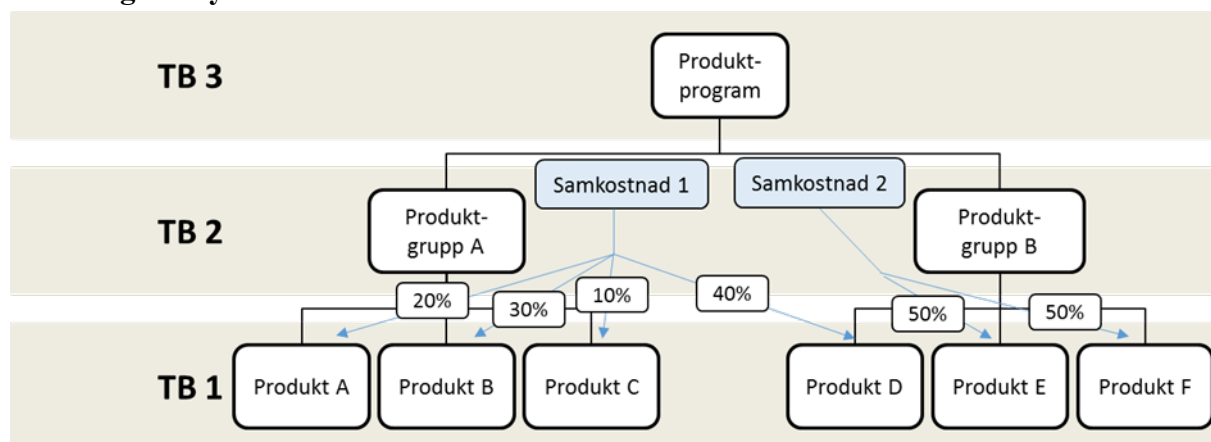 TB 3
Produkt-
program
Samkostnad 1
Samkostnad 2
TB 2
Produkt-
grupp A
Produkt-
grupp B
20%
30%
10%
40%
50%
50%
TB 1
Produkt A
Produkt B
Produkt C
Produkt D
Produkt E
Produkt F